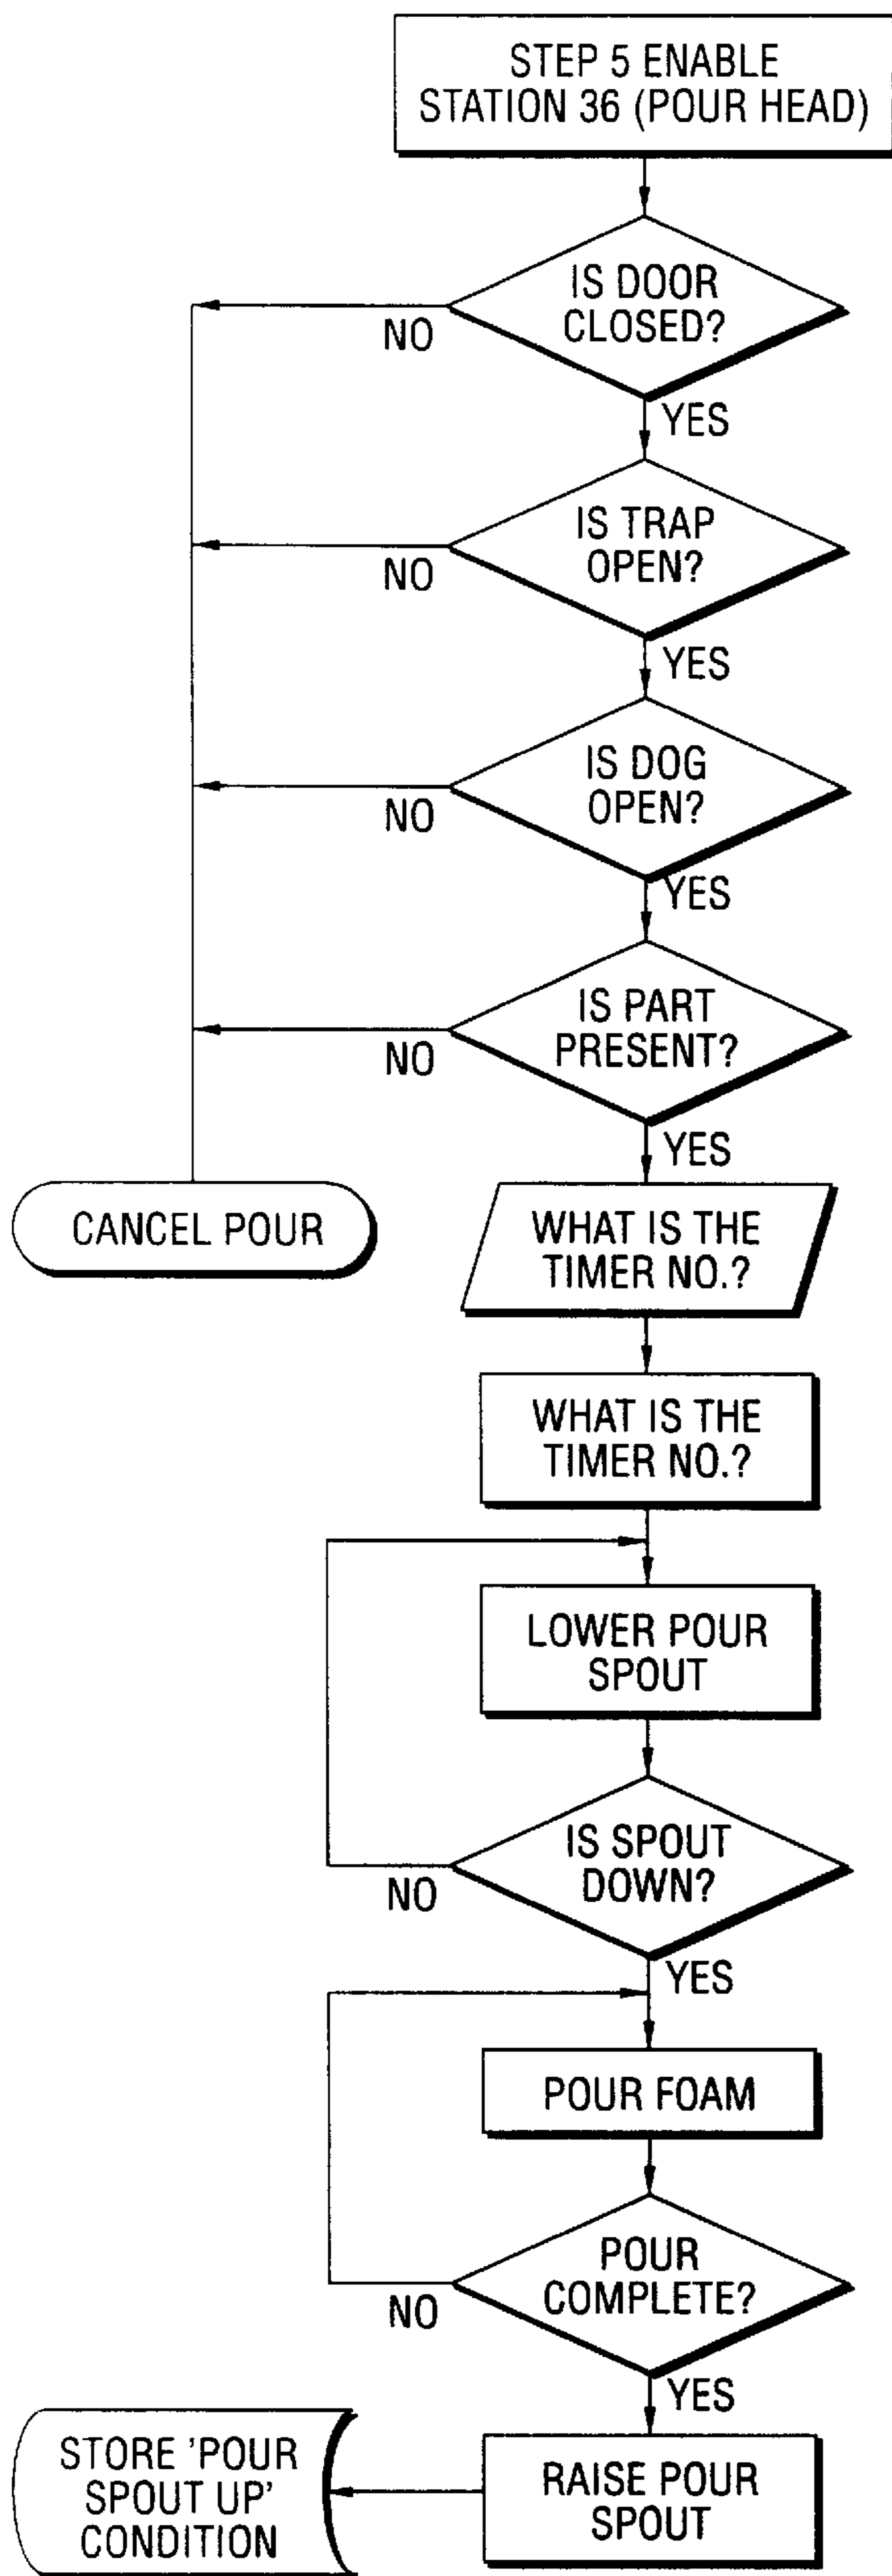 STEP 5 ENABLE
STATION 36 (POUR HEAD)
IS DOOR
CLOSED?
NO
YES
IS TRAP
OPEN?
NO
YES
IS DOG
OPEN?
NO
YES
IS PART
PRESENT?
NO
YES
CANCEL POUR
WHAT IS THE
TIMER NO.?
WHAT IS THE
TIMER NO.?
LOWER POUR
SPOUT
IS SPOUT
DOWN?
NO
YES
POUR FOAM
POUR
COMPLETE?
NO
YES
STORE 'POUR
SPOUT UP'
CONDITION
RAISE POUR
SPOUT